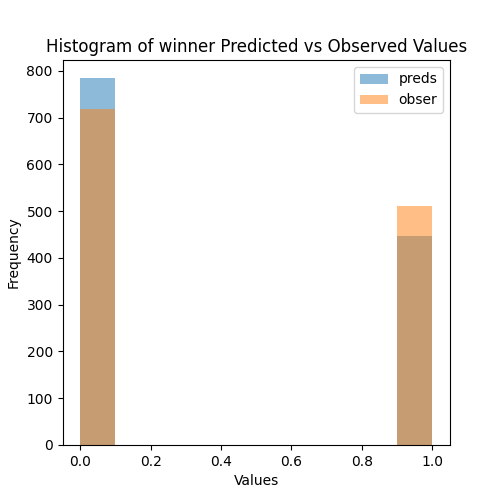 Histogram of winner Predicted vs Observed Values
preds
obser
800
700
600
500
400
300
200
100
0
Frequency
0.0 0.2 0.4 0.6 0.8 1.0
Values